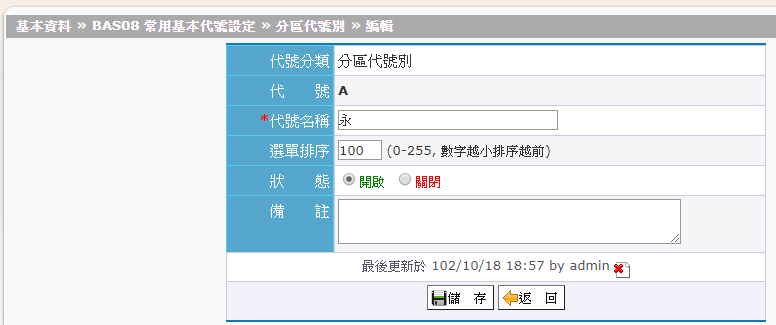 基本資料 » BAS08 常用基本代號設定 » 分區代號別 » 編輯
代號分類 分區代號別
代 號 A
*代號名稱 永
選單排序 100 (0-255, 數字越小排序越前)
狀 態 開啟 關閉
備 註
最後更新於 102/10/18 18:57 by admin
儲 存 返 回